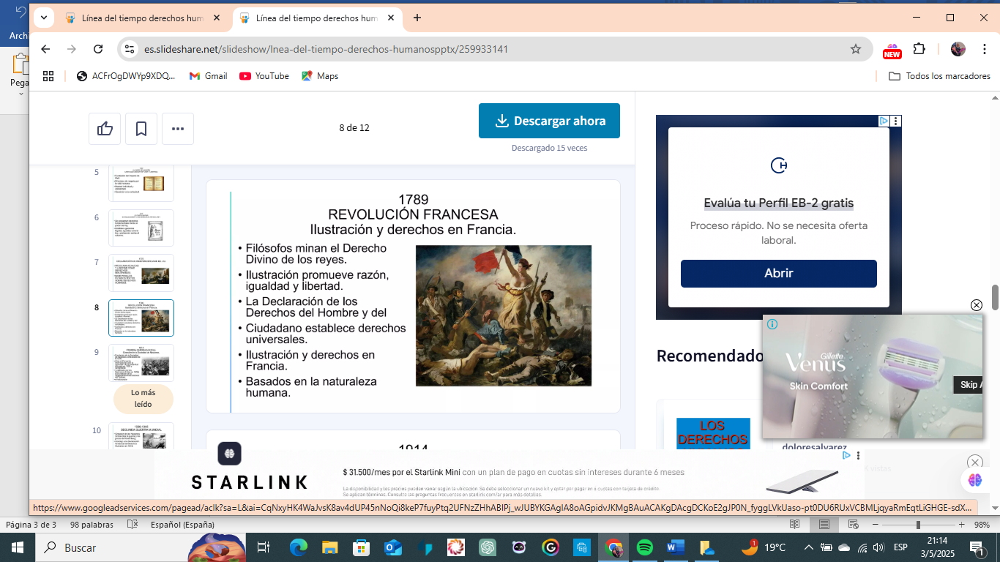 Archi
Pega
Línea del tiempo derechos hum
Línea del tiempo derechos hum
es.slideshare.net/slideshow/lnea-del-tiempo-derechos-humanospptx/259933141
NEW
ACFrOgDWYp9XDQ...
Gmail
YouTube
Maps
Todos los marcadores
8 de 12
Descargar ahora
Descargado 15 veces
5
6
7
8
9
Lo más
leído
10
1789
REVOLUCIÓN FRANCESA
Ilustración y derechos en Francia.
• Filósofos minan el Derecho
Divino de los reyes.
• Ilustración promueve razón,
igualdad y libertad.
• La Declaración de los
Derechos del Hombre y del
• Ciudadano establece derechos
universales.
• Ilustración y derechos en
Francia.
• Basados en la naturaleza
humana.
1914
Evalúa tu Perfil EB-2 gratis
Proceso rápido. No se necesita oferta
laboral.
Abrir
Recomendado
Gillette
Venus
Skin Comfort
Skip A
LOS
DERECHOS
doloresalvarez
vistas
STARLINK
$ 31.500/mes por el Starlink Mini con un plan de pago en cuotas sin intereses durante 6 meses
La disponibilidad y los precios pueden variar según la ubicación. Se debe seleccionar un nuevo kit y optar por pagar en 6 cuotas con tarjeta de crédito.
Se aplican términos. Consulte las preguntas frecuentes en starlink.com/ar para más detalles.
https://www.googleadservices.com/pagead/aclk?sa=L&ai=CqNxyHK4WaJvsK8av4dUP45nNoQi8keP7fuyPtq2UFNzZHhABIPj_wJUBYKGAgIA8oAGpidvJKMgBAuACAKgDAcgDCKoE2gJP0N_fyggLVkUaso-pt0DU6RUxVCBMLjqyaRmEqtLiGHGE-sdX...
Página 3 de 3
98 palabras
Español (España)
98%
Buscar
1
19°C
ESP
21:14
3/5/2025
1